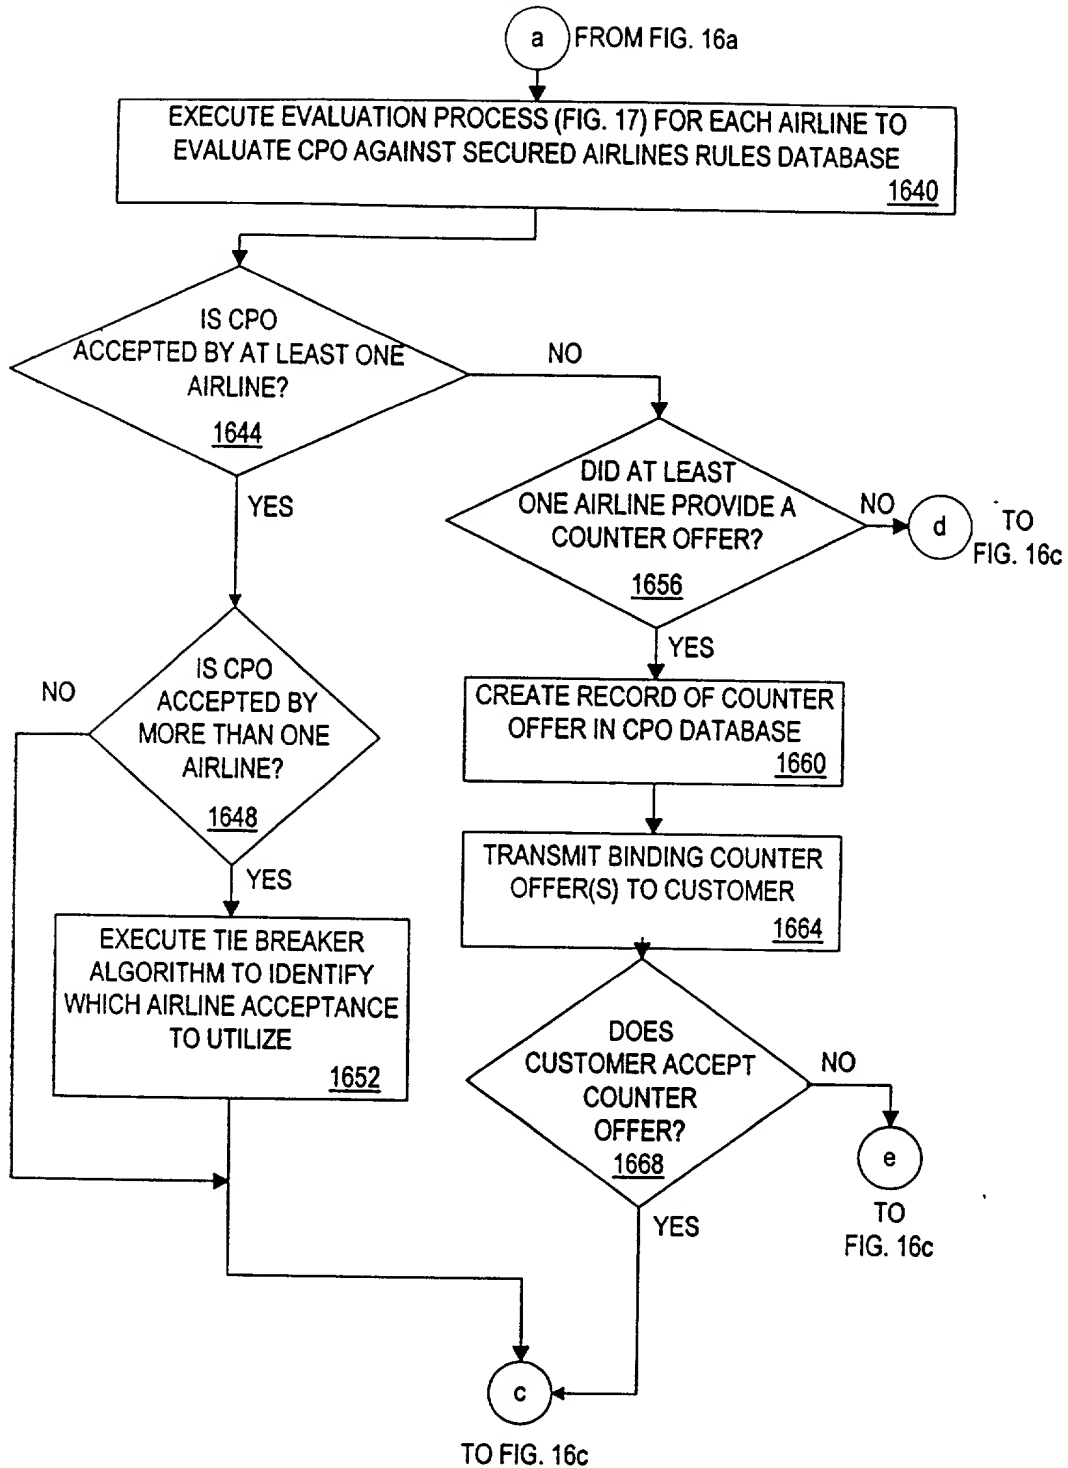 a
FROM FIG. 16a
EXECUTE EVALUATION PROCESS (FIG. 17) FOR EACH AIRLINE TO
EVALUATE CPO AGAINST SECURED AIRLINES RULES DATABASE
1640
IS CPO
ACCEPTED BY AT LEAST ONE
AIRLINE?
1644
NO
YES
DID AT LEAST
ONE AIRLINE PROVIDE A
COUNTER OFFER?
1656
NO
d
TO
FIG. 16c
YES
IS CPO
ACCEPTED BY
MORE THAN ONE
AIRLINE?
1648
NO
YES
CREATE RECORD OF COUNTER
OFFER IN CPO DATABASE
1660
TRANSMIT BINDING COUNTER
OFFER(S) TO CUSTOMER
1664
EXECUTE TIE BREAKER
ALGORITHM TO IDENTIFY
WHICH AIRLINE ACCEPTANCE
TO UTILIZE
1652
DOES
CUSTOMER ACCEPT
COUNTER
OFFER?
1668
NO
e
TO
FIG. 16c
YES
c
TO FIG. 16c